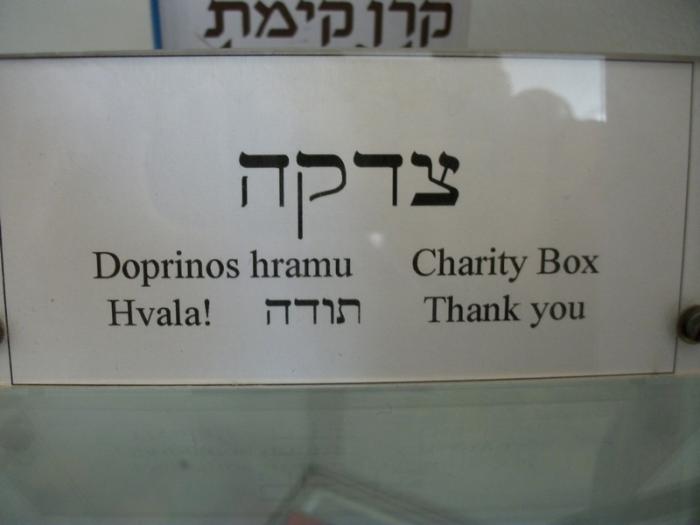 קרן קימת
צדקה
Doprinos hramu Charity Box
Hvala! תודה Thank you